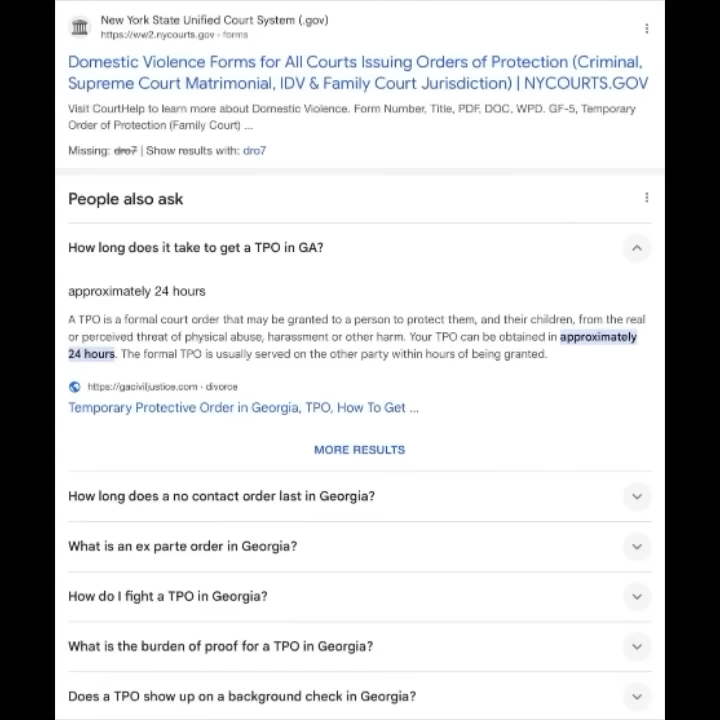 New York State Unified Court System (.gov)
https://ww2.nycourts.gov › forms
Domestic Violence Forms for All Courts Issuing Orders of Protection (Criminal,
Supreme Court Matrimonial, IDV & Family Court Jurisdiction) | NYCOURTS.GOV
Visit CourtHelp to learn more about Domestic Violence. Form Number, Title, PDF, DOC, WPD. GF-5, Temporary
Order of Protection (Family Court) ...
Missing: dro7 | Show results with: dro7
People also ask
How long does it take to get a TPO in GA?
approximately 24 hours
A TPO is a formal court order that may be granted to a person to protect them, and their children, from the real
or perceived threat of physical abuse, harassment or other harm. Your TPO can be obtained in approximately
24 hours. The formal TPO is usually served on the other party within hours of being granted.
https://gaciviljustice.com › divorce
Temporary Protective Order in Georgia, TPO, How To Get ...
MORE RESULTS
How long does a no contact order last in Georgia?
What is an ex parte order in Georgia?
How do I fight a TPO in Georgia?
What is the burden of proof for a TPO in Georgia?
Does a TPO show up on a background check in Georgia?